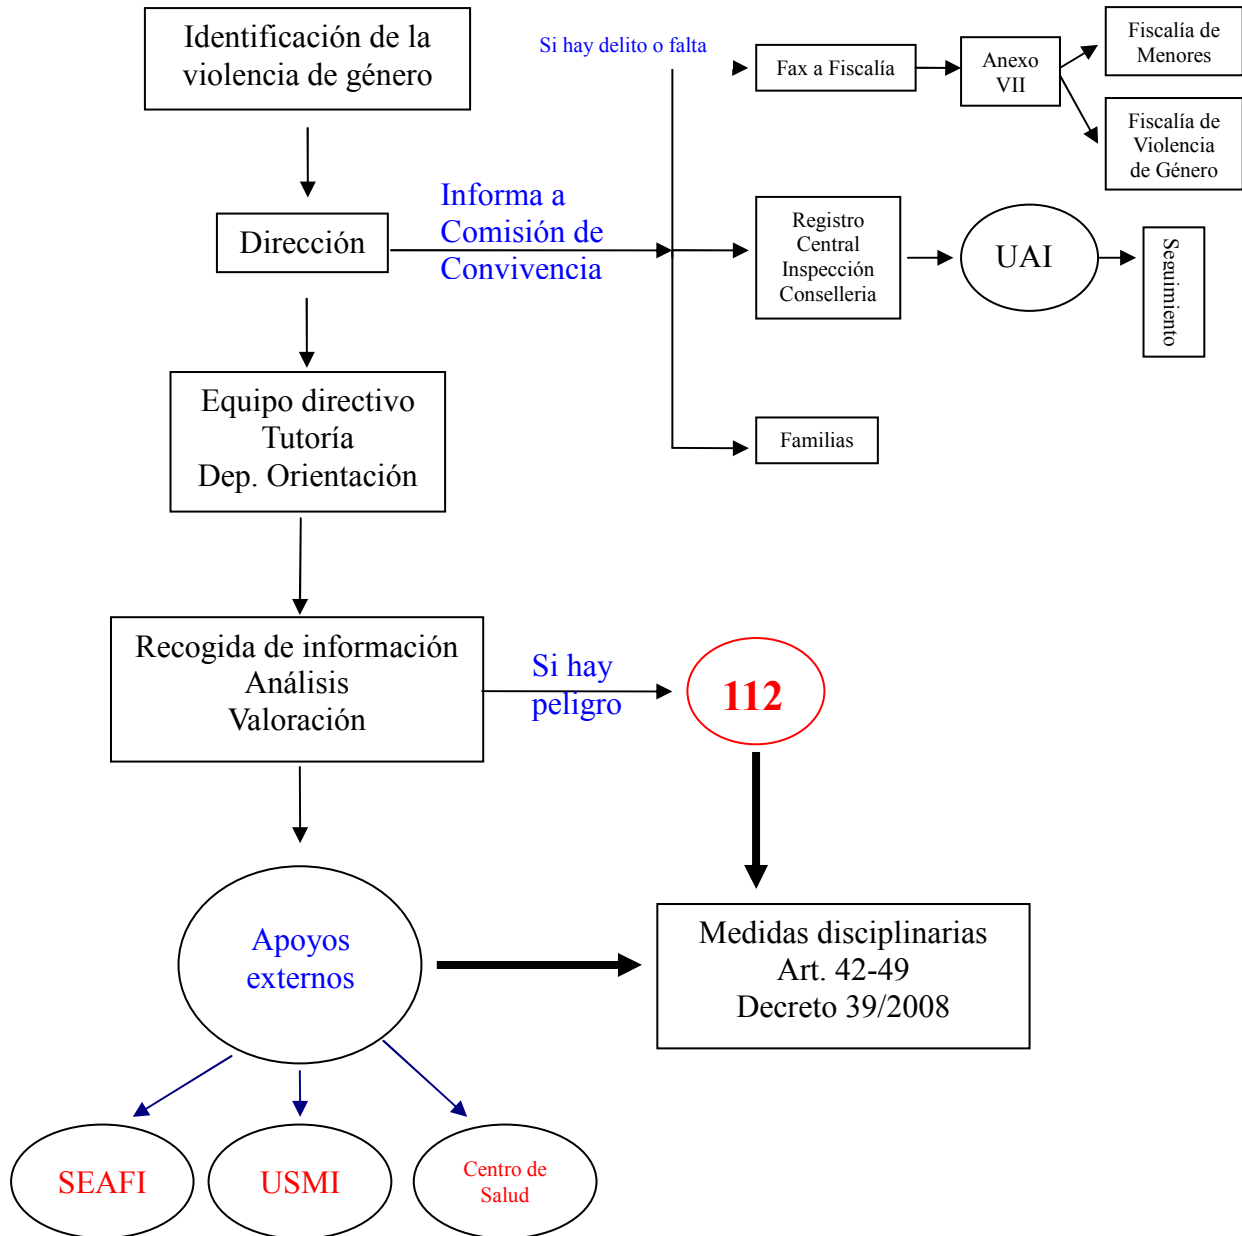 Identificación de la
violencia de género
Si hay delito o falta
Fax a Fiscalía
Anexo
VII
Fiscalía de
Menores
Fiscalía de
Violencia
de Género
Dirección
Informa a
Comisión de
Convivencia
Registro
Central
Inspección
Conselleria
UAI
Seguimiento
Equipo directivo
Tutoría
Dep. Orientación
Familias
Recogida de información
Análisis
Valoración
Si hay
peligro
112
Apoyos
externos
Medidas disciplinarias
Art. 42-49
Decreto 39/2008
SEAFI
USMI
Centro de
Salud